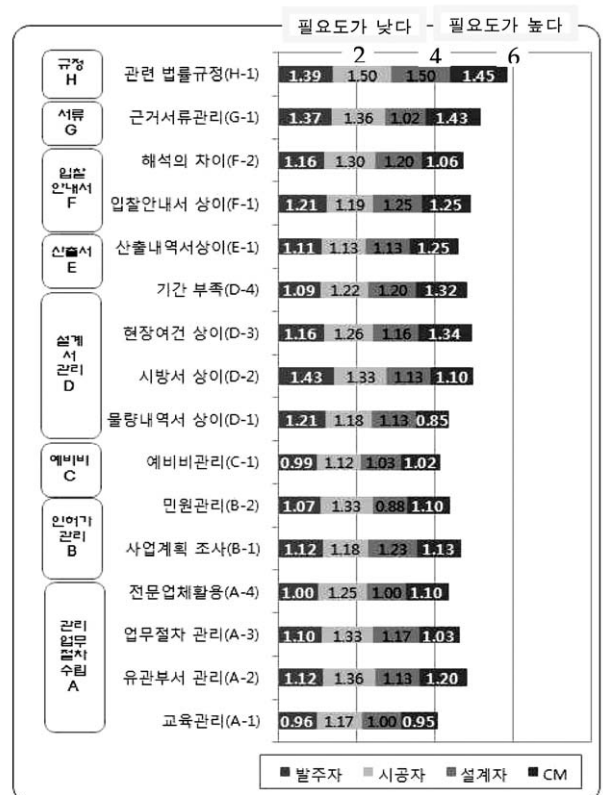 필요도가 낮다 필요도가 높다
2 4 6
규정
H
관련 법률규정(H-1) 1.39 1.50 1.50 1.45
서류
G
근거서류관리(G-1) 1.37 1.36 1.02 1.43
입찰
안내서
F
해석의 차이(F-2) 1.16 1.30 1.20 1.06
입찰안내서 상이(F-1) 1.21 1.19 1.25 1.25
산출서
E
산출내역서상이(E-1) 1.11 1.13 1.13 1.25
설계
서
관리
D
기간 부족(D-4) 1.09 1.22 1.20 1.32
현장여건 상이(D-3) 1.16 1.26 1.16 1.34
시방서 상이(D-2) 1.43 1.33 1.13 1.10
물량내역서 상이(D-1) 1.21 1.18 1.13 0.85
예비비
C
예비비관리(C-1) 0.99 1.12 1.03 1.02
인허가
관리
B
민원관리(B-2) 1.07 1.33 0.88 1.10
사업계획 조사(B-1) 1.12 1.18 1.23 1.13
관리
업무
절차
수립
A
전문업체활용(A-4) 1.00 1.25 1.00 1.10
업무절차 관리(A-3) 1.10 1.33 1.17 1.03
유관부서 관리(A-2) 1.12 1.36 1.13 1.20
교육관리(A-1) 0.96 1.17 1.00 0.95
발주자 시공자 설계자 CM